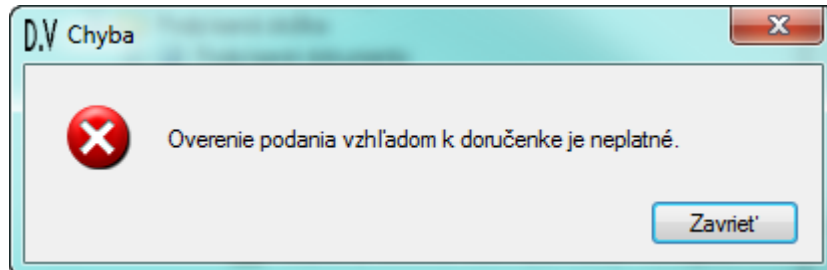 D.V Chyba
Overenie podania vzhľadom k doručenke je neplatné.
Zavrieť